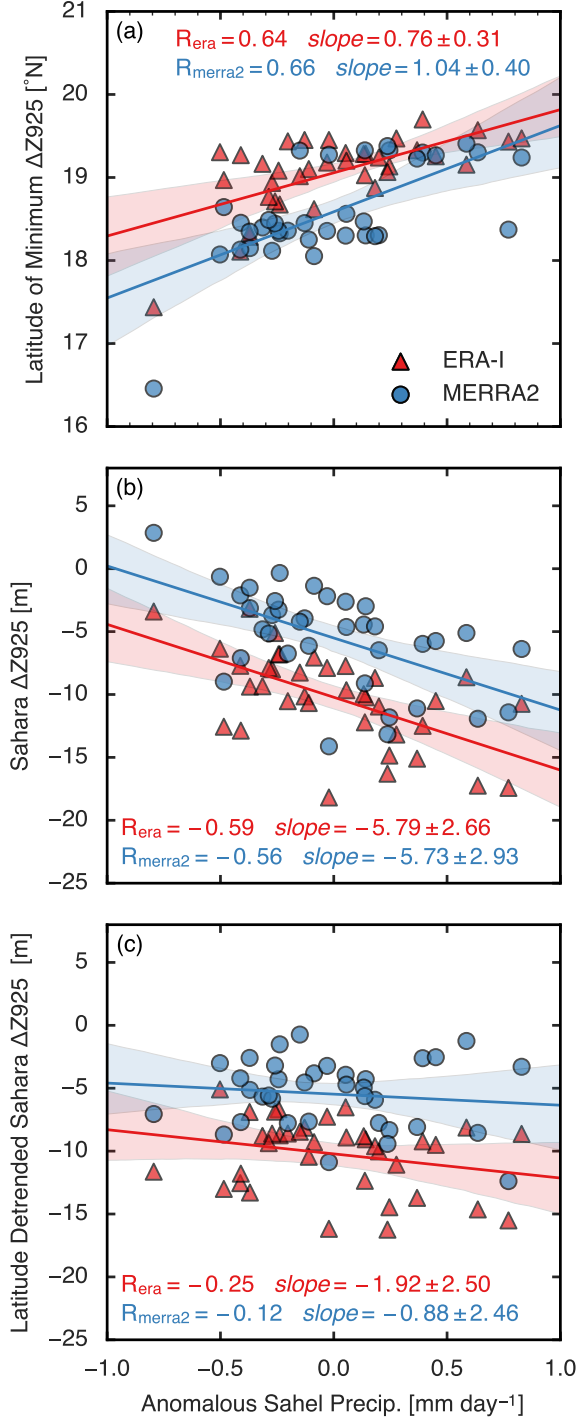 (a)
R_era = 0.64 slope = 0.76 ± 0.31
R_merra2 = 0.66 slope = 1.04 ± 0.40
21
20
19
18
17
16
Latitude of Minimum ΔZ925 [°N]
ERA-I
MERRA2
(b)
5
0
−5
−10
−15
−20
−25
Sahara ΔZ925 [m]
R_era = −0.59 slope = −5.79 ± 2.66
R_merra2 = −0.56 slope = −5.73 ± 2.93
(c)
5
0
−5
−10
−15
−20
−25
Latitude Detrended Sahara ΔZ925 [m]
R_era = −0.25 slope = −1.92 ± 2.50
R_merra2 = −0.12 slope = −0.88 ± 2.46
−1.0 −0.5 0.0 0.5 1.0
Anomalous Sahel Precip. [mm day⁻¹]